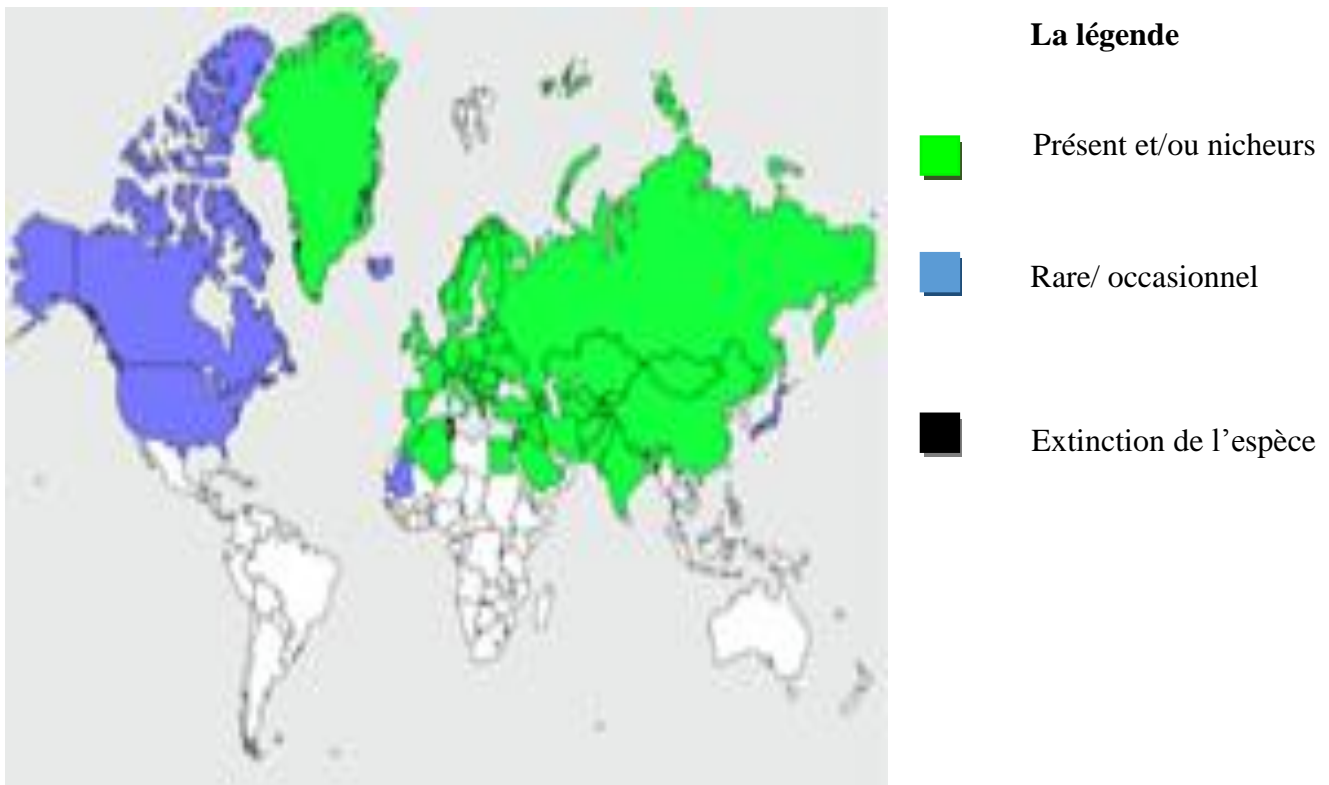 La légende
Présent et/ou nicheurs
Rare/ occasionnel
Extinction de l’espèce